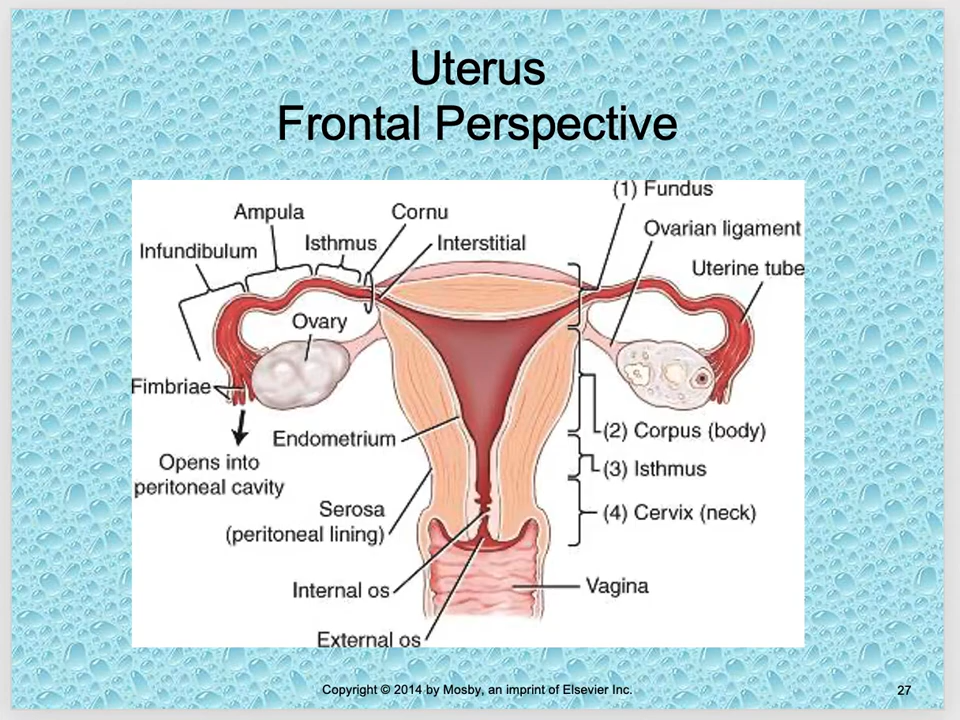 Uterus
Frontal Perspective
(1) Fundus
Ampula
Cornu
Ovarian ligament
Infundibulum
Isthmus
Interstitial
Uterine tube
Ovary
Fimbriae
Endometrium
(2) Corpus (body)
Opens into
peritoneal cavity
(3) Isthmus
Serosa
(peritoneal lining)
(4) Cervix (neck)
Internal os
Vagina
External os
Copyright © 2014 by Mosby, an imprint of Elsevier Inc.
27